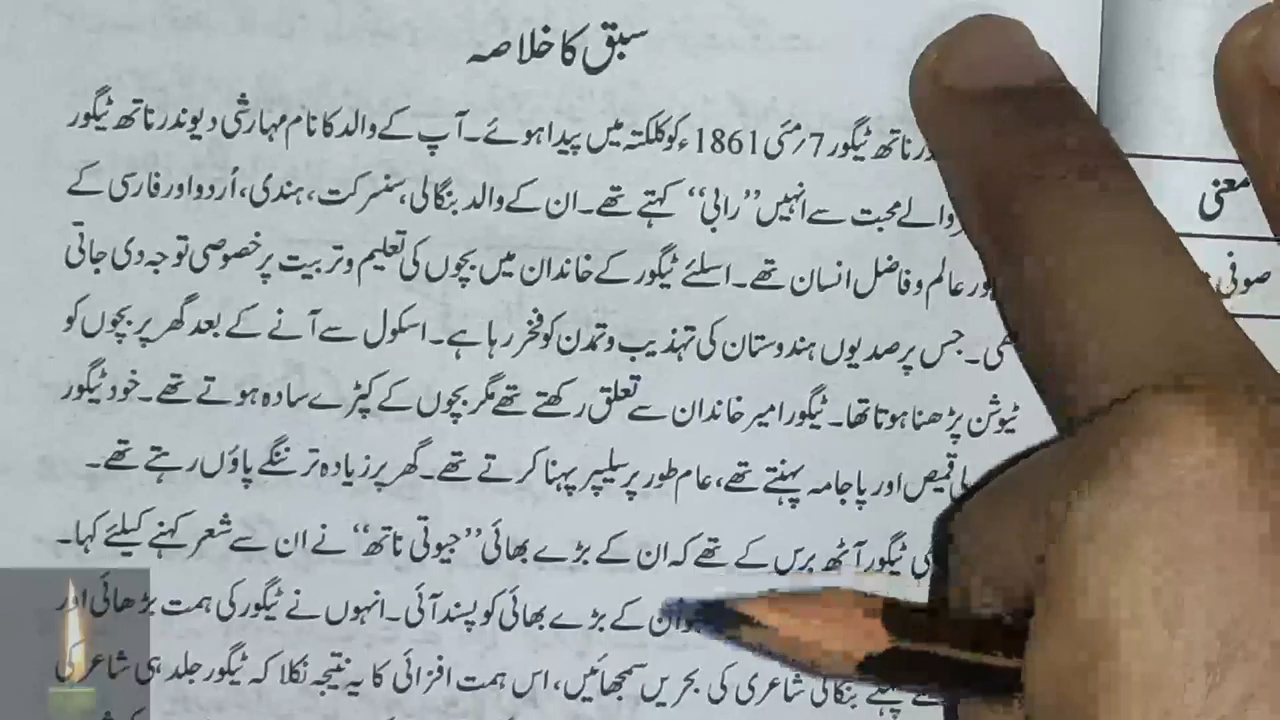 سبق کا خلاصہ
ناتھ ٹیگور 7؍مئی 1861ء کو کلکتہ میں پیدا ہوئے۔ آپ کے والد کا نام مہارشی دیوندر ناتھ ٹیگور
والے محبت سے انہیں ”رابی“ کہتے تھے۔ ان کے والد بنگالی، سنسرکت، ہندی، اُردو اور فارسی کے
عالم و فاضل انسان تھے۔ اسلئے ٹیگور کے خاندان میں بچوں کی تعلیم و تربیت پر خصوصی توجہ دی جاتی
تھی۔ جس پر صدیوں ہندوستان کی تہذیب و تمدن کو فخر رہا ہے۔ اسکول سے آنے کے بعد گھر پر بچوں کو
ٹیوشن پڑھنا ہوتا تھا۔ ٹیگور امیر خاندان سے تعلق رکھتے تھے مگر بچوں کے کپڑے سادہ ہوتے تھے۔ خود ٹیگور
قمیص اور پاجامہ پہنتے تھے، عام طور پر سلیپر پہنا کرتے تھے۔ گھر پر زیادہ تر ننگے پاؤں رہتے تھے۔
ٹیگور آٹھ برس کے تھے کہ ان کے بڑے بھائی ”جیوتی ناتھ“ نے ان سے شعر کہنے کیلئے کہا۔
ان کے بڑے بھائی کو پسند آئی۔ انہوں نے ٹیگور کی ہمت بڑھائی اور
بنگالی شاعری کی بحریں سمجھائیں، اس ہمت افزائی کا یہ نتیجہ نکلا کہ ٹیگور جلد ہی شاعر کی
معنی
صوفی